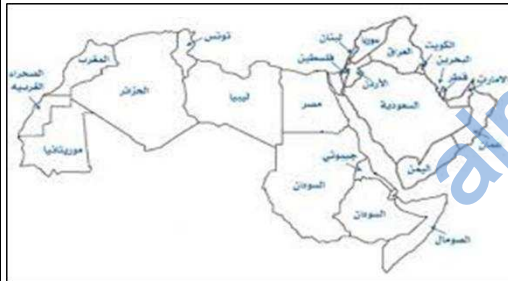 تونس
لبنان
سوريا
فلسطين
العراق
الكويت
البحرين
المغرب
قطر
الامارات
الأردن
الصحراء
الغربية
الجزائر
ليبيا
مصر
السعودية
عمان
موريتانيا
جيبوتي
اليمن
السودان
السودان
الصومال